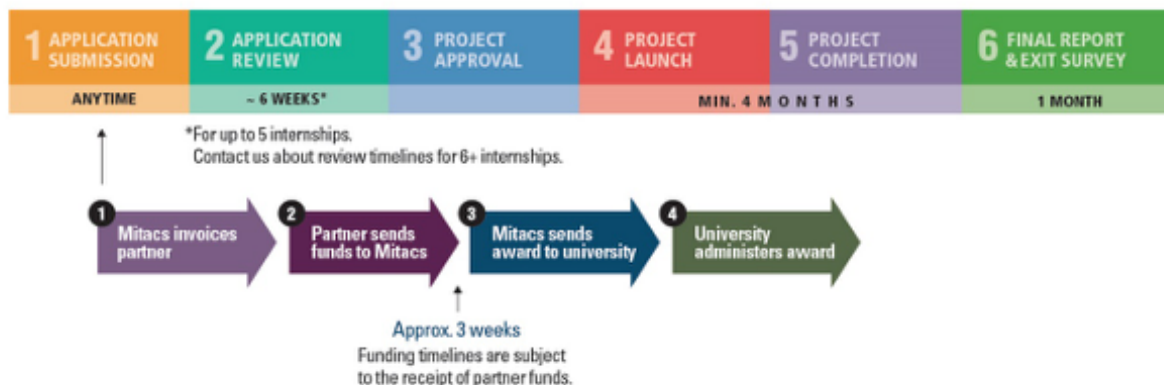 1 APPLICATION
SUBMISSION
ANYTIME
2 APPLICATION
REVIEW
~ 6 WEEKS*
3 PROJECT
APPROVAL
4 PROJECT
LAUNCH
5 PROJECT
COMPLETION
MIN. 4 MONTHS
6 FINAL REPORT
& EXIT SURVEY
1 MONTH
*For up to 5 internships.
Contact us about review timelines for 6+ internships.
1
Mitacs invoices
partner
2
Partner sends
funds to Mitacs
3
Mitacs sends
award to university
4
University
administers award
Approx. 3 weeks
Funding timelines are subject
to the receipt of partner funds.